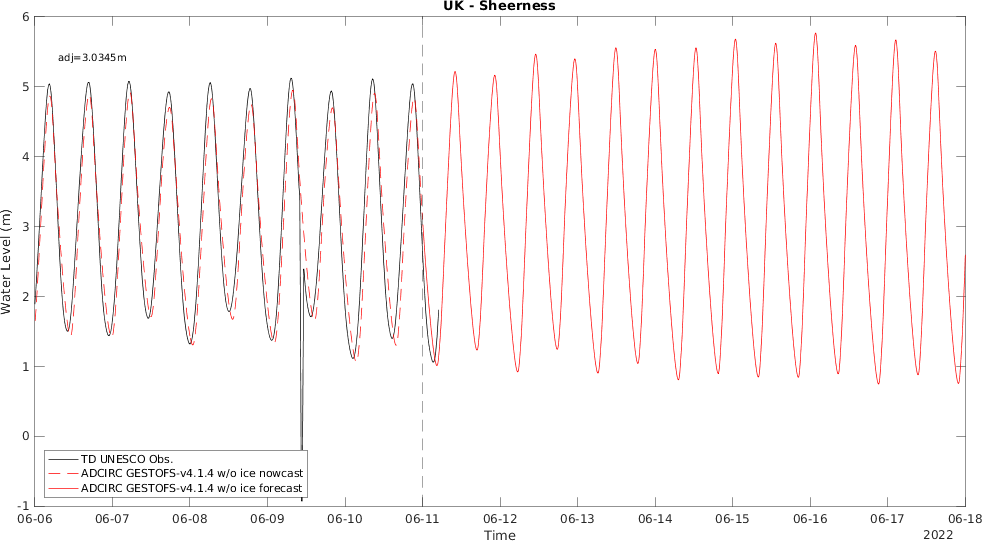 UK - Sheerness
adj=3.0345m
6
5
4
3
2
1
0
-1
Water Level (m)
TD UNESCO Obs.
ADCIRC GESTOFS-v4.1.4 w/o ice nowcast
ADCIRC GESTOFS-v4.1.4 w/o ice forecast
06-06 06-07 06-08 06-09 06-10 06-11 06-12 06-13 06-14 06-15 06-16 06-17 06-18
Time
2022